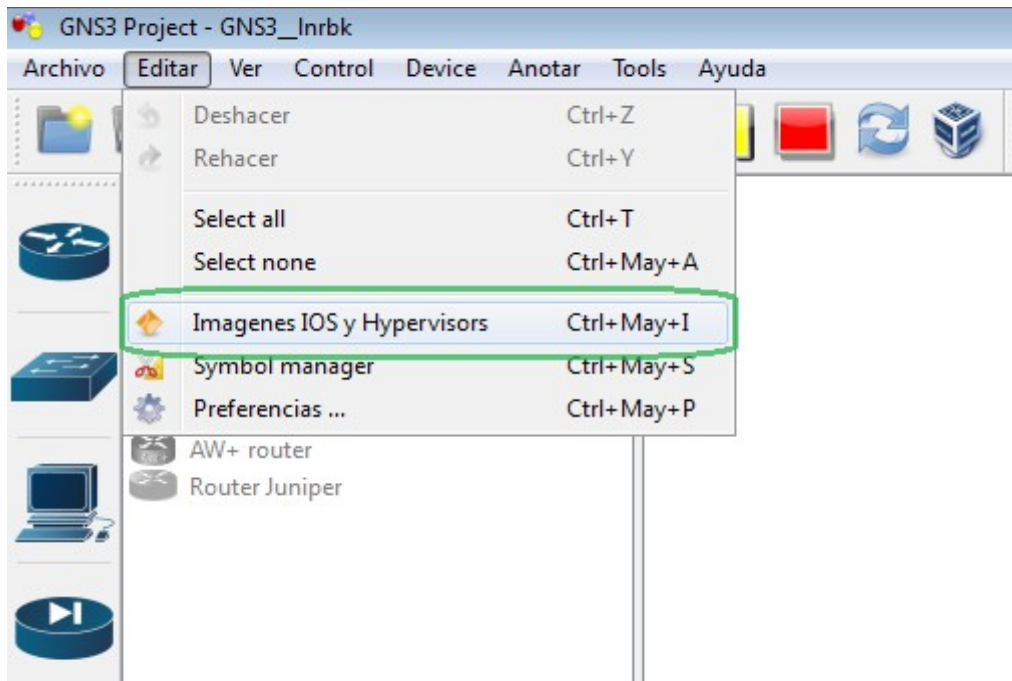 GNS3 Project - GNS3__lnrbk
Archivo Editar Ver Control Device Anotar Tools Ayuda
Deshacer Ctrl+Z
Rehacer Ctrl+Y
Select all Ctrl+T
Select none Ctrl+May+A
Imagenes IOS y Hypervisors Ctrl+May+I
Symbol manager Ctrl+May+S
Preferencias ... Ctrl+May+P
AW+ router
Router Juniper